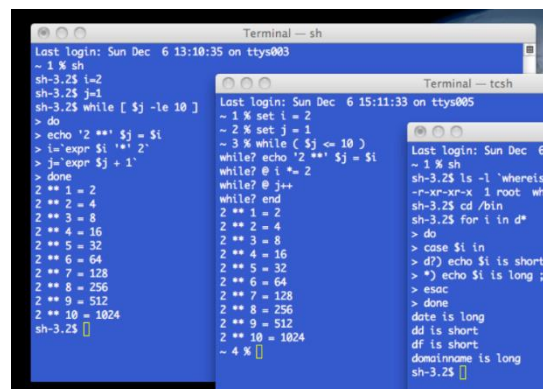 Terminal — sh
Last login: Sun Dec  6 13:10:35 on ttys003
~ 1 % sh
sh-3.2$ i=2
sh-3.2$ j=1
sh-3.2$ while [ $j -le 10 ]
> do
> echo '2 **' $j = $i
> i=`expr $i '*' 2`
> j=`expr $j + 1`
> done
2 ** 1 = 2
2 ** 2 = 4
2 ** 3 = 8
2 ** 4 = 16
2 ** 5 = 32
2 ** 6 = 64
2 ** 7 = 128
2 ** 8 = 256
2 ** 9 = 512
2 ** 10 = 1024
sh-3.2$
Terminal — tcsh
Last login: Sun Dec  6 15:11:33 on ttys005
~ 1 % set i = 2
~ 2 % set j = 1
~ 3 % while ( $j <= 10 )
while? echo '2 **' $j = $i
while? @ i *= 2
while? @ j++
while? end
2 ** 1 = 2
2 ** 2 = 4
2 ** 3 = 8
2 ** 4 = 16
2 ** 5 = 32
2 ** 6 = 64
2 ** 7 = 128
2 ** 8 = 256
2 ** 9 = 512
2 ** 10 = 1024
~ 4 %
Last login: Sun Dec  6
~ 1 % sh
sh-3.2$ ls -l `whereis
-r-xr-xr-x  1 root  wh
sh-3.2$ cd /bin
sh-3.2$ for i in d*
> do
> case $i in
> d?) echo $i is short
> *) echo $i is long ;
> esac
> done
date is long
dd is short
df is short
domainname is long
sh-3.2$